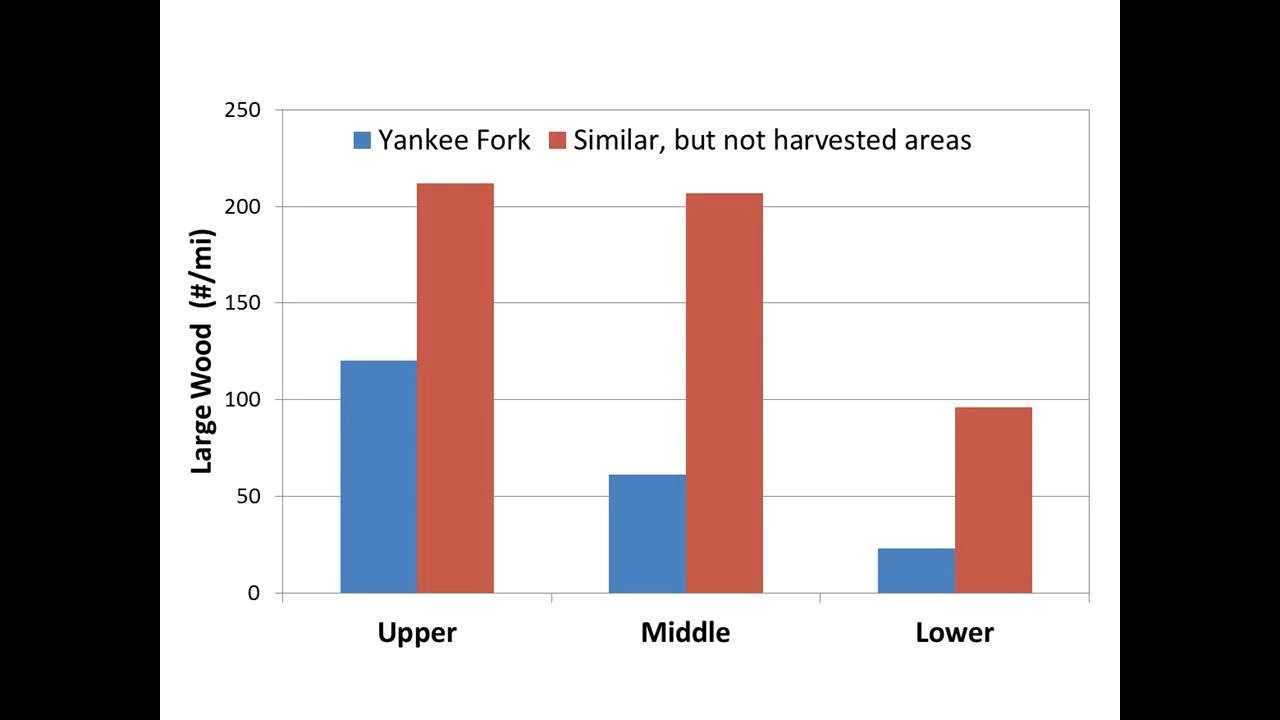 250
Yankee Fork Similar, but not harvested areas
200
150
100
50
0
Large Wood (#/mi)
Upper Middle Lower